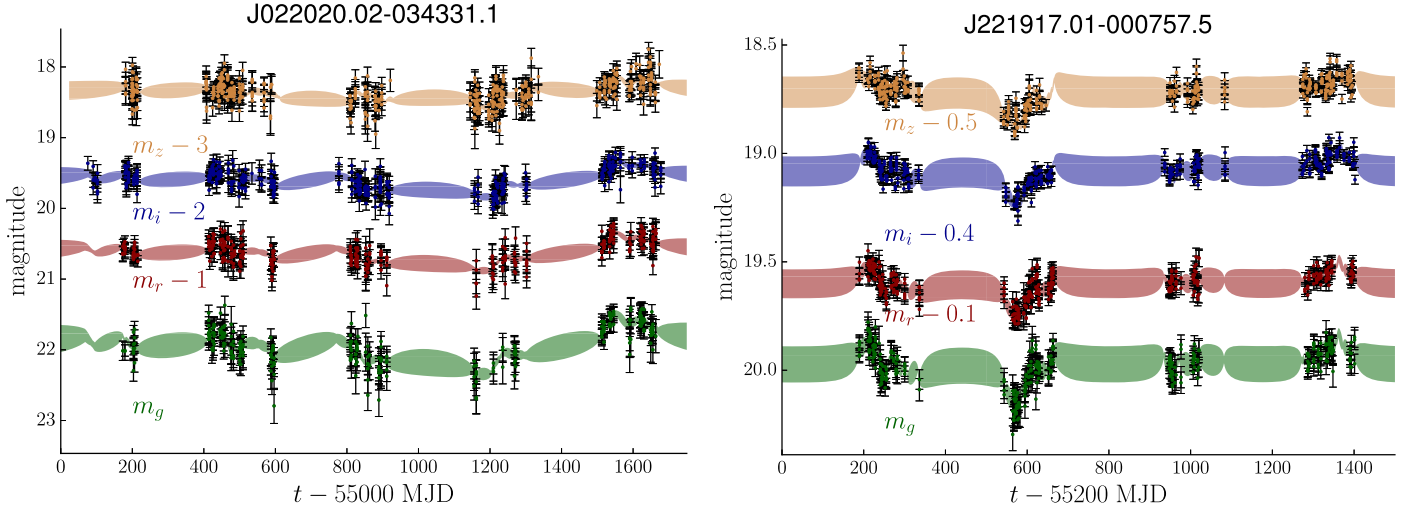 J022020.02-034331.1
18
19
20
21
22
23
magnitude
m_z − 3
m_i − 2
m_r − 1
m_g
0 200 400 600 800 1000 1200 1400 1600
t − 55000 MJD
J221917.01-000757.5
18.5
19.0
19.5
20.0
magnitude
m_z − 0.5
m_i − 0.4
m_r − 0.1
m_g
0 200 400 600 800 1000 1200 1400
t − 55200 MJD